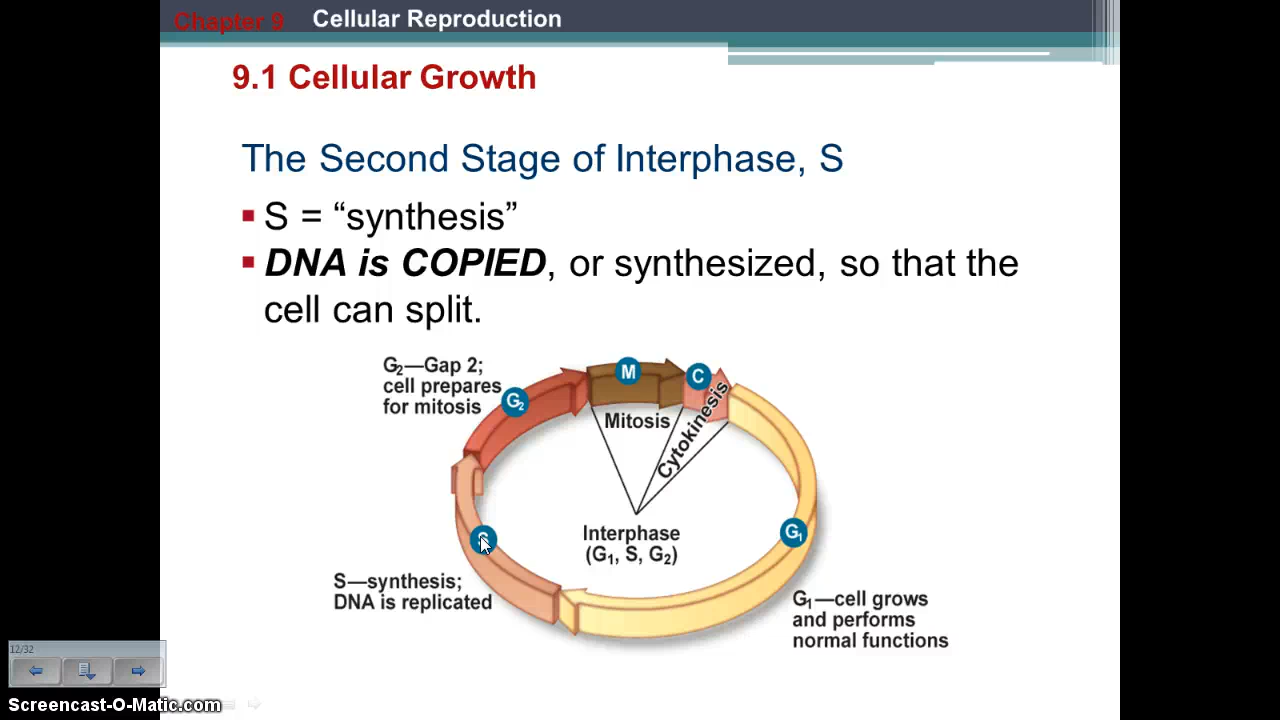 Chapter 9 Cellular Reproduction
9.1 Cellular Growth
The Second Stage of Interphase, S
S = “synthesis”
DNA is COPIED, or synthesized, so that the
cell can split.
G₂—Gap 2;
cell prepares
for mitosis
G₂
M
C
Mitosis
Cytokinesis
Interphase
(G₁, S, G₂)
S
G₁
S—synthesis;
DNA is replicated
G₁—cell grows
and performs
normal functions
12/32
Screencast-O-Matic.com